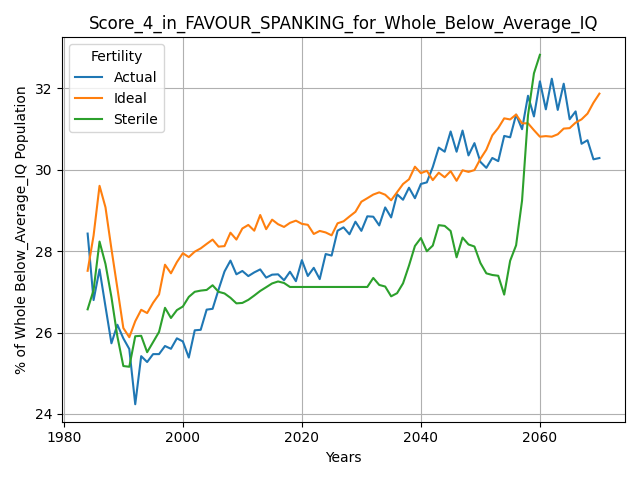 Score_4_in_FAVOUR_SPANKING_for_Whole_Below_Average_IQ
% of Whole Below_Average_IQ Population
Fertility
Actual
Ideal
Sterile
32
30
28
26
24
1980
2000
2020
2040
2060
Years